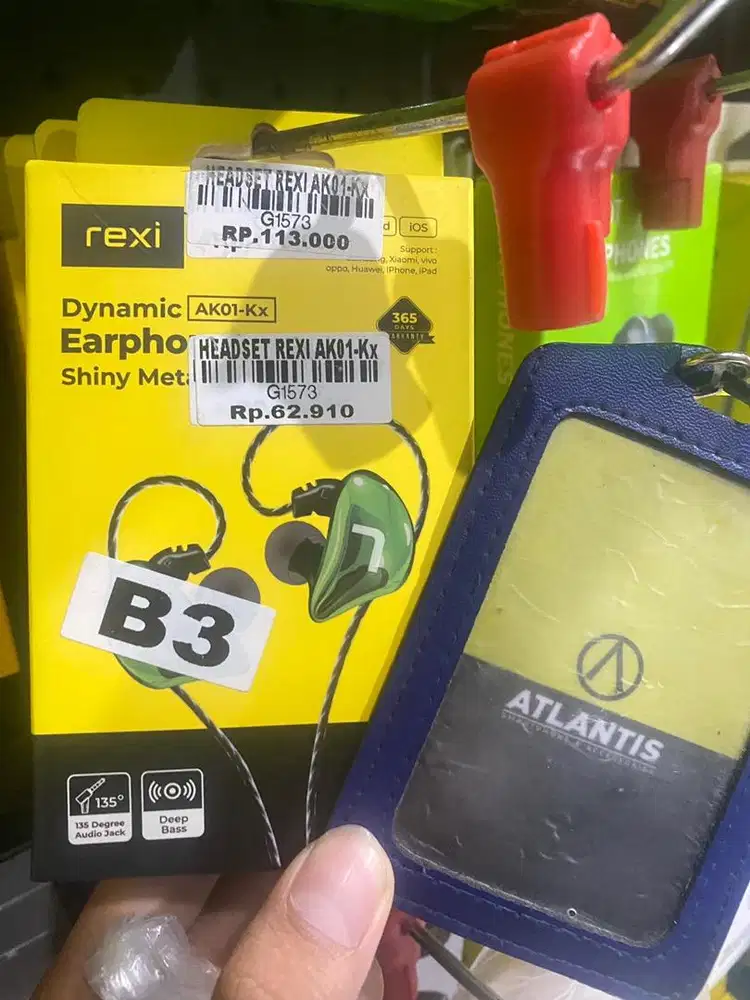 HEADSET REXI AK01-Kx
G1573
RP.113.000
rexi
iOS
Support :
Xiaomi, vivo
oppo, Huawei, iPhone, iPad
Dynamic AK01-Kx
Earpho
Shiny Meta
365
DAYS
HEADSET REXI AK01-Kx
G1573
Rp.62.910
L
B3
135°
135 Degree
Audio Jack
Deep
Bass
PHONES
ATLANTIS